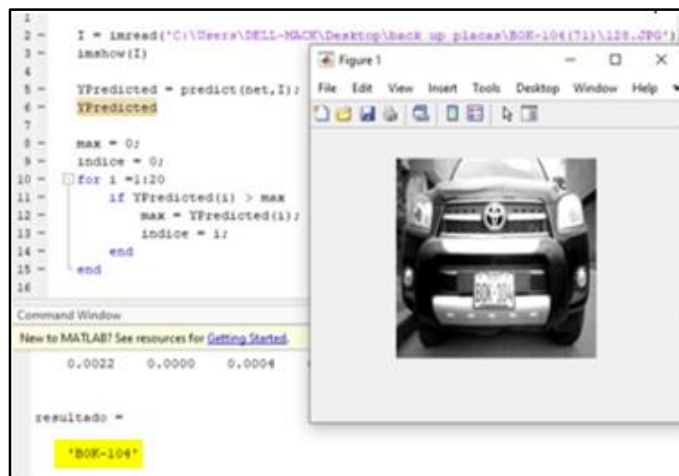 1
2 - I = imread('C:\Users\DELL-MACK\Desktop\back up placas\BOK-104(71)\128.JPG')
3 - imshow(I)
4
5 - YPredicted = predict(net,I);
6 - YPredicted
7
8 - max = 0;
9 - indice = 0;
10 - for i =1:20
11 - if YPredicted(i) > max
12 - max = YPredicted(i);
13 - indice = i;
14 - end
15 - end
16
Figure 1
File Edit View Insert Tools Desktop Window Help
BOK-104
Command Window
New to MATLAB? See resources for Getting Started.
0.0022 0.0000 0.0004
resultado =
'BOK-104'